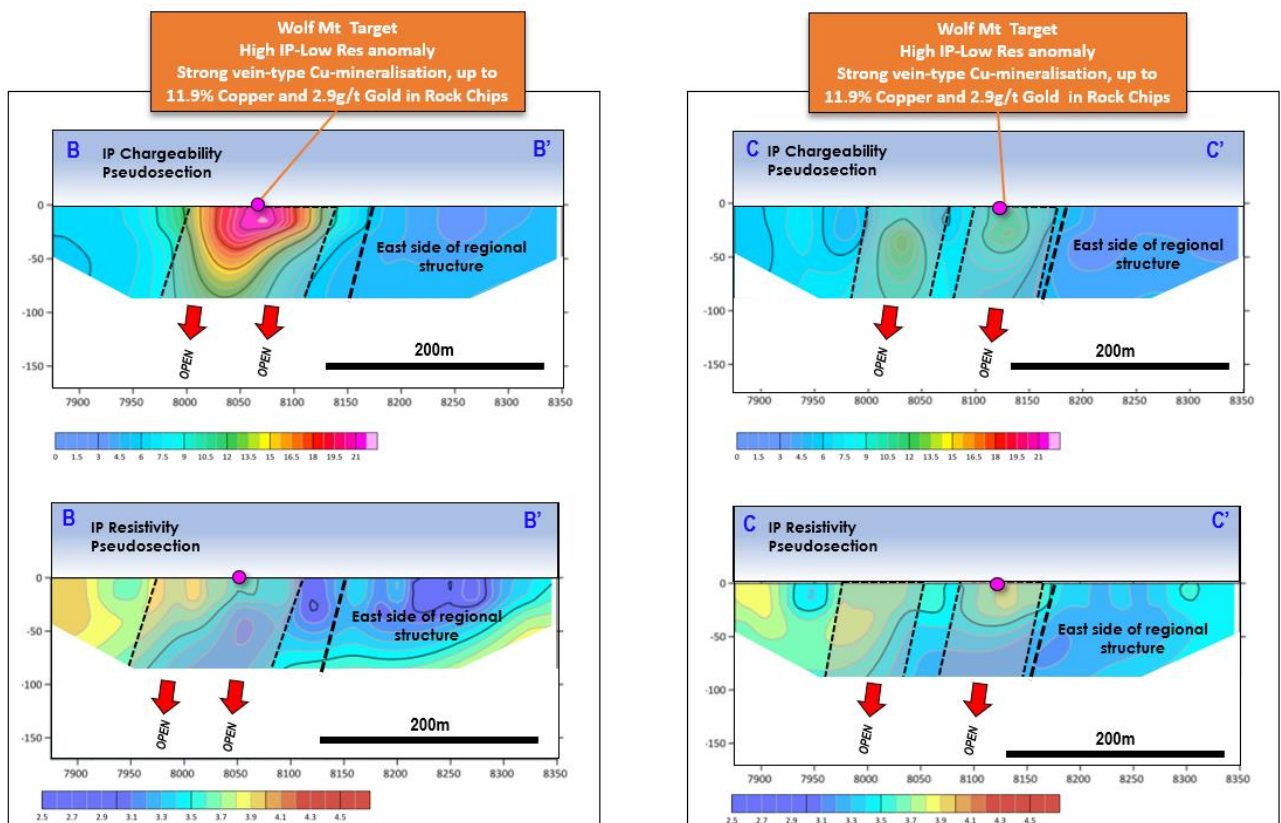 Wolf Mt Target
High IP-Low Res anomaly
Strong vein-type Cu-mineralisation, up to
11.9% Copper and 2.9g/t Gold in Rock Chips
B
IP Chargeability
Pseudosection
B'
0
-50
-100
-150
East side of regional
structure
OPEN
OPEN
200m
7900 7950 8000 8050 8100 8150 8200 8250 8300 8350
0 1.5 3 4.5 6 7.5 9 10.5 12 13.5 15 16.5 18 19.5 21
B
IP Resistivity
Pseudosection
B'
0
-50
-100
-150
East side of regional
structure
OPEN
OPEN
200m
7900 7950 8000 8050 8100 8150 8200 8250 8300 8350
2.5 2.7 2.9 3.1 3.3 3.5 3.7 3.9 4.1 4.3 4.5
Wolf Mt Target
High IP-Low Res anomaly
Strong vein-type Cu-mineralisation, up to
11.9% Copper and 2.9g/t Gold in Rock Chips
C
IP Chargeability
Pseudosection
C'
0
-50
-100
-150
East side of regional
structure
OPEN
OPEN
200m
7900 7950 8000 8050 8100 8150 8200 8250 8300 8350
0 1.5 3 4.5 6 7.5 9 10.5 12 13.5 15 16.5 18 19.5 21
C
IP Resistivity
Pseudosection
C'
0
-50
-100
-150
East side of regional
structure
OPEN
OPEN
200m
7900 7950 8000 8050 8100 8150 8200 8250 8300 8350
2.5 2.7 2.9 3.1 3.3 3.5 3.7 3.9 4.1 4.3 4.5